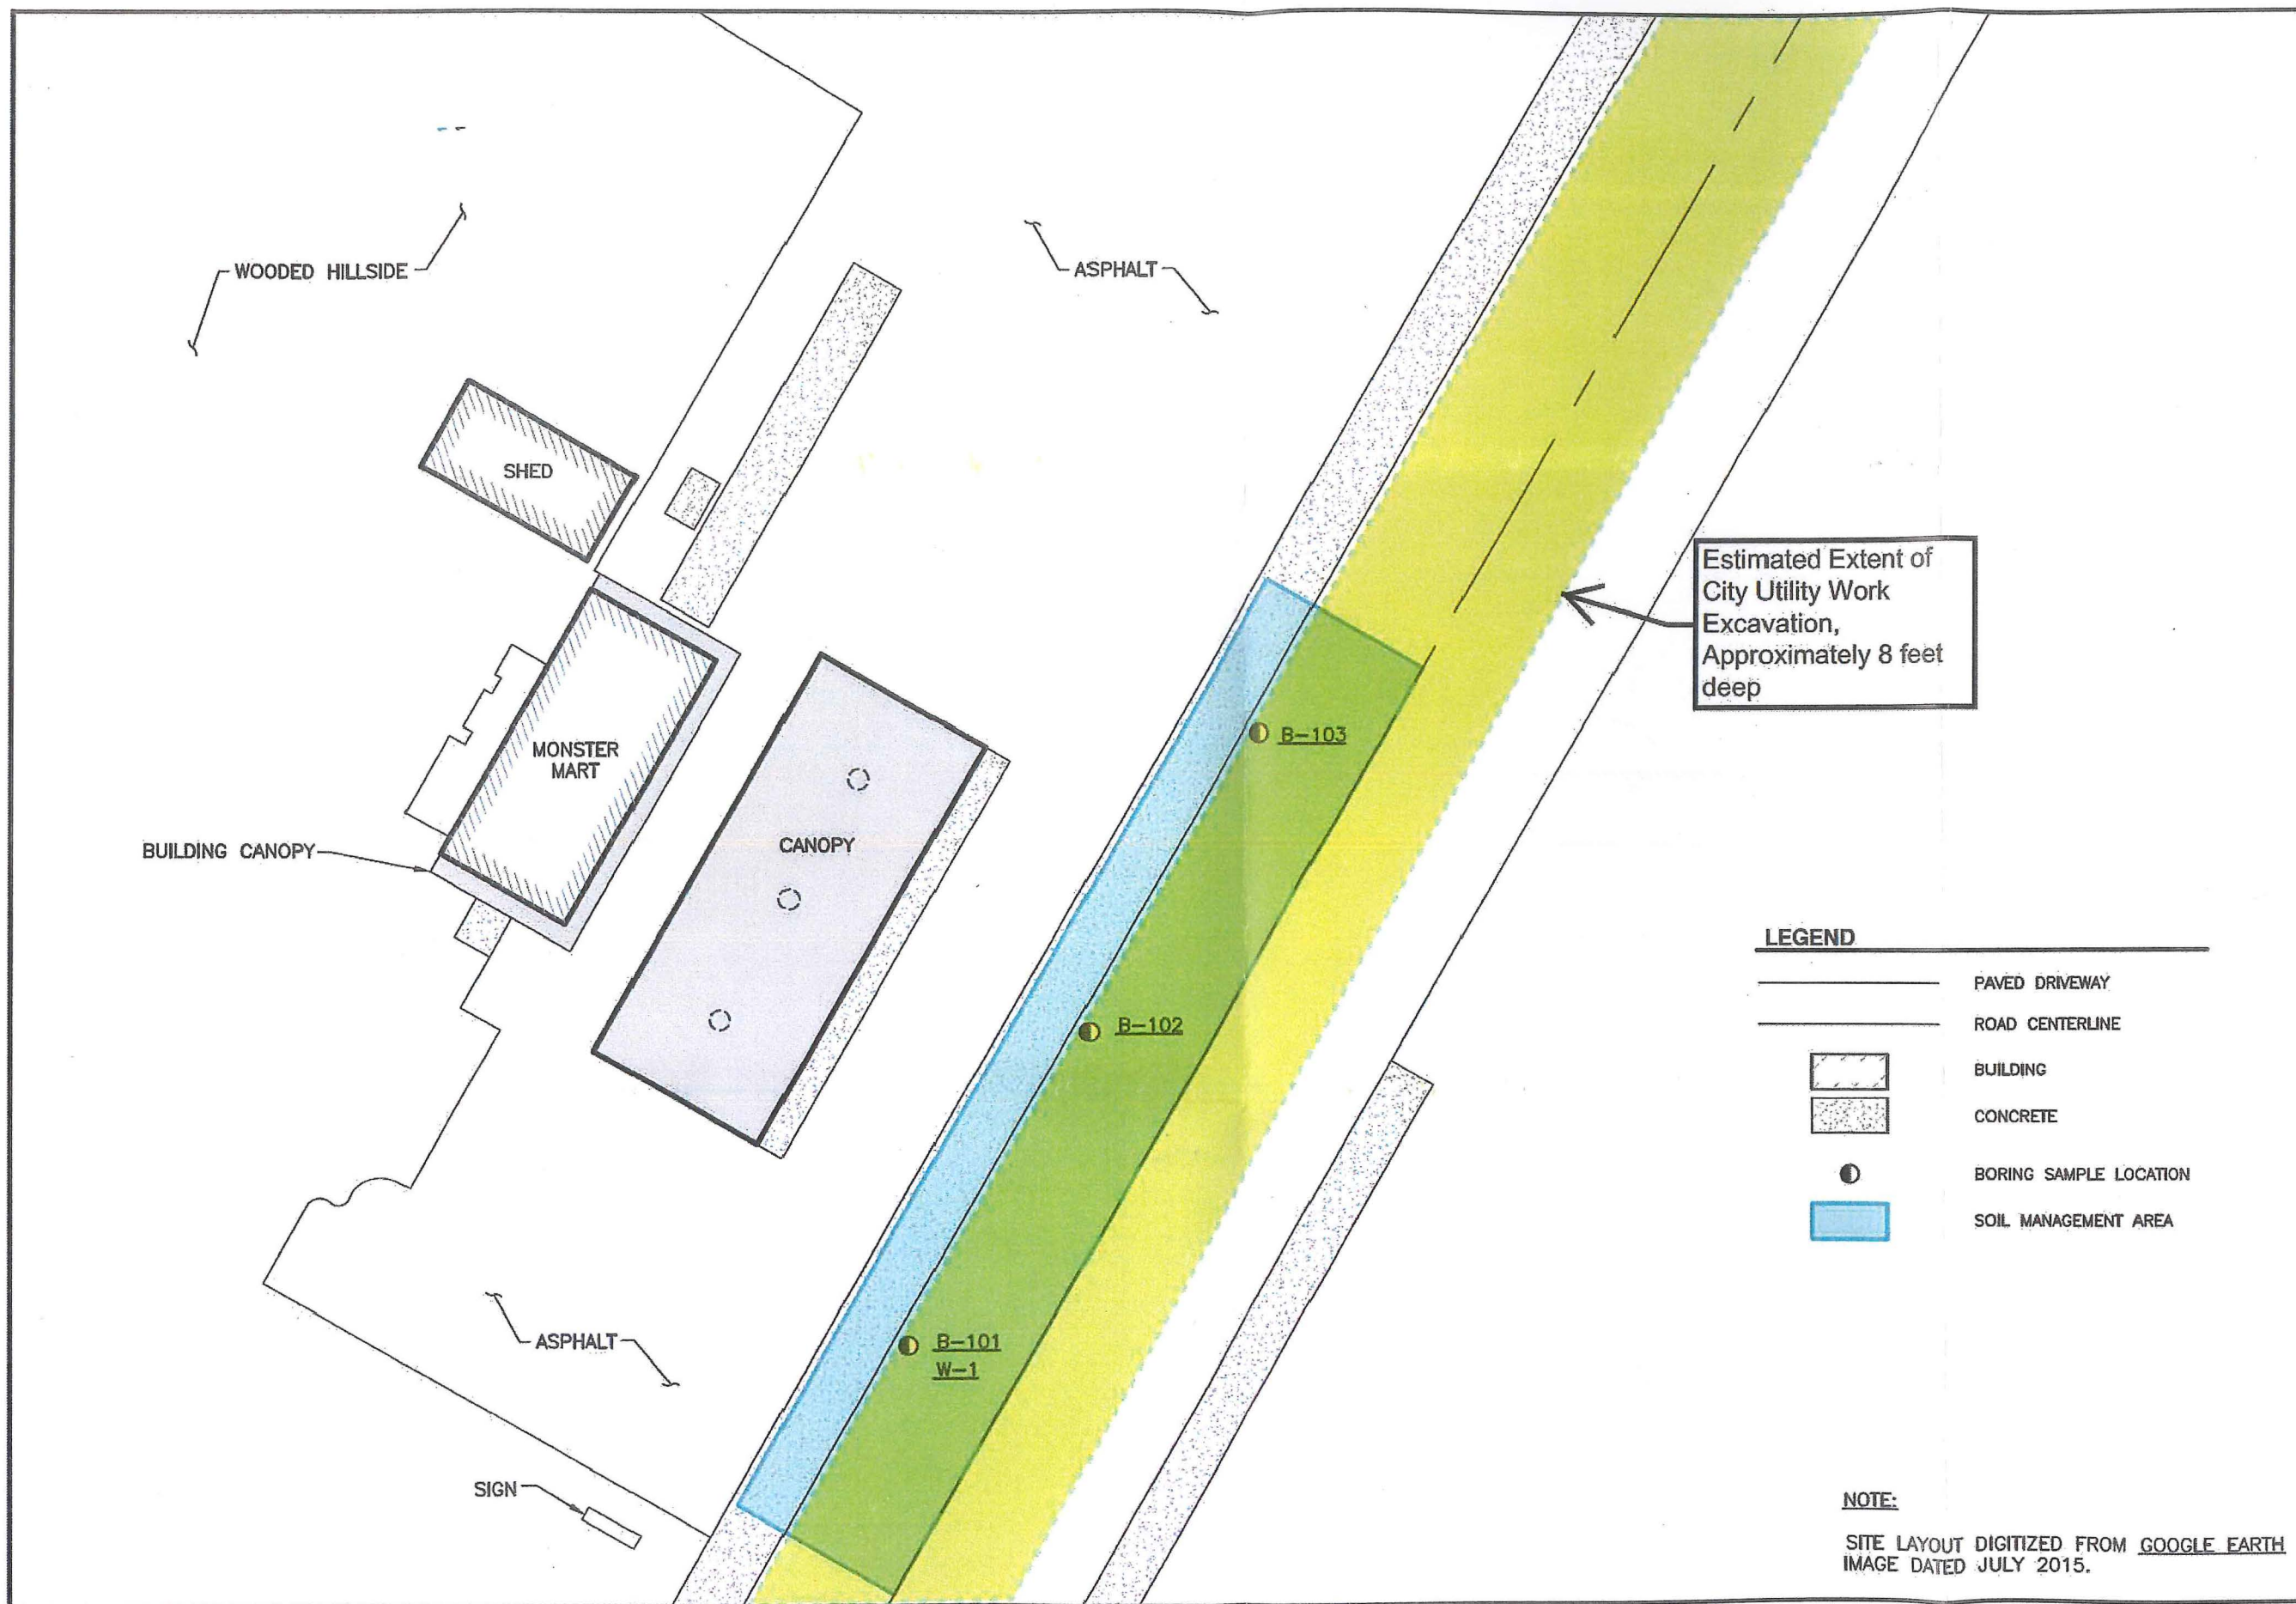 WOODED HILLSIDE
ASPHALT
SHED
Estimated Extent of
City Utility Work
Excavation,
Approximately 8 feet
deep
B-103
MONSTER
MART
CANOPY
BUILDING CANOPY
B-102
LEGEND
PAVED DRIVEWAY
ROAD CENTERLINE
BUILDING
CONCRETE
BORING SAMPLE LOCATION
SOIL MANAGEMENT AREA
ASPHALT
B-101
W-1
SIGN
NOTE:
SITE LAYOUT DIGITIZED FROM GOOGLE EARTH
IMAGE DATED JULY 2015.